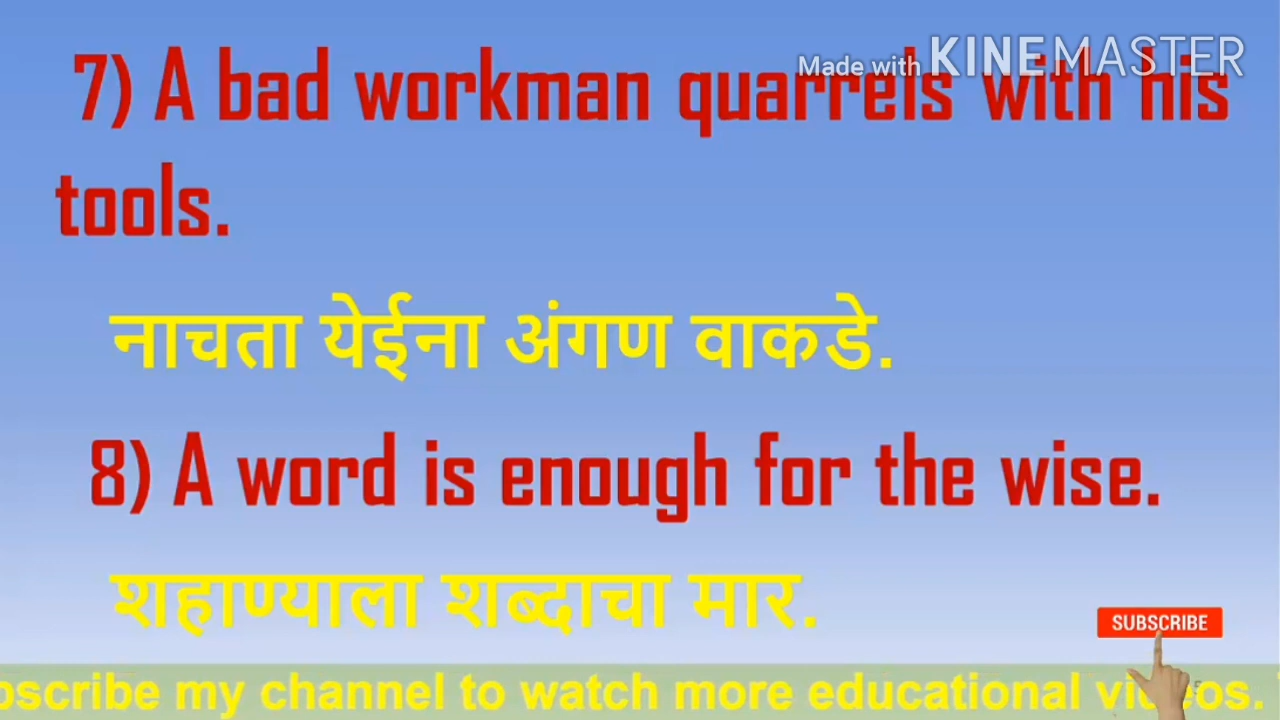 Made with KINEMASTER
7) A bad workman quarrels with his
tools.
नाचता येईना अंगण वाकडे.
8) A word is enough for the wise.
शहाण्याला शब्दाचा मार.
SUBSCRIBE
bscribe my channel to watch more educational videos.